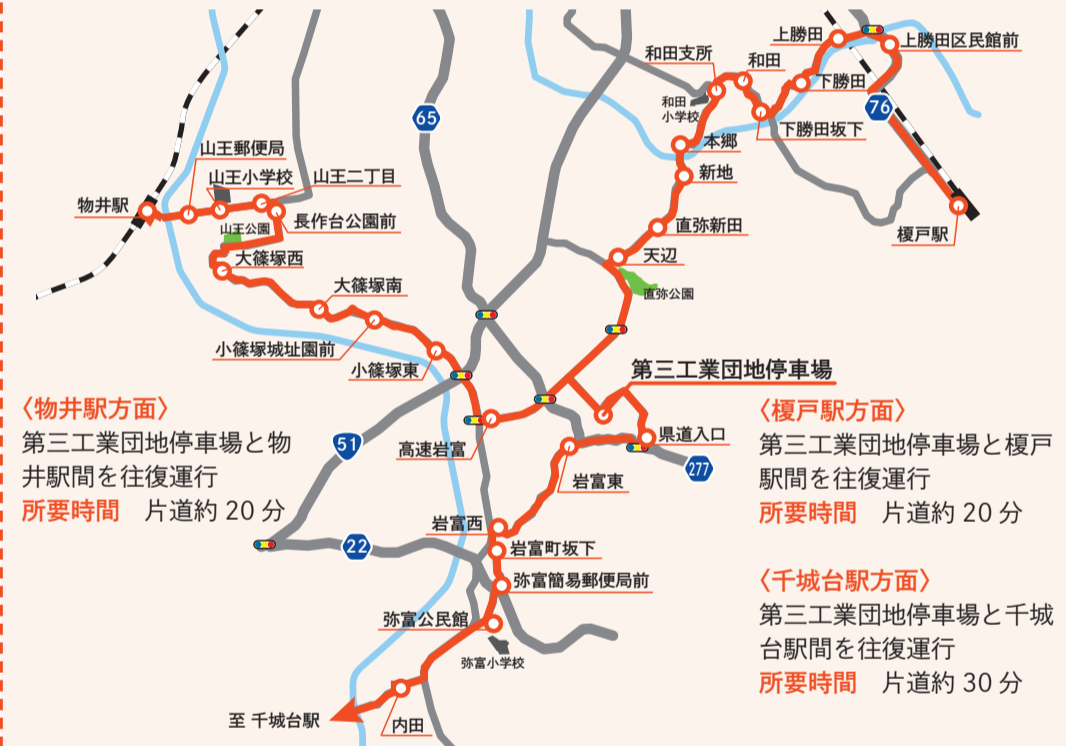 上勝田
上勝田区民館前
和田支所
和田
和田
小学校
下勝田
76
下勝田坂下
65
本郷
新地
山王郵便局
山王小学校
山王二丁目
物井駅
山王公園
長作台公園前
直弥新田
榎戸駅
大篠塚西
天辺
大篠塚南
直弥公園
小篠塚城址園前
小篠塚東
第三工業団地停車場
〈物井駅方面〉
第三工業団地停車場と物
井駅間を往復運行
所要時間 片道約 20 分
〈榎戸駅方面〉
第三工業団地停車場と榎戸
駅間を往復運行
所要時間 片道約 20 分
高速岩富
県道入口
51
277
岩富東
岩富西
22
岩富町坂下
弥富簡易郵便局前
弥富公民館
弥富小学校
〈千城台駅方面〉
第三工業団地停車場と千城
台駅間を往復運行
所要時間 片道約 30 分
至 千城台駅
内田